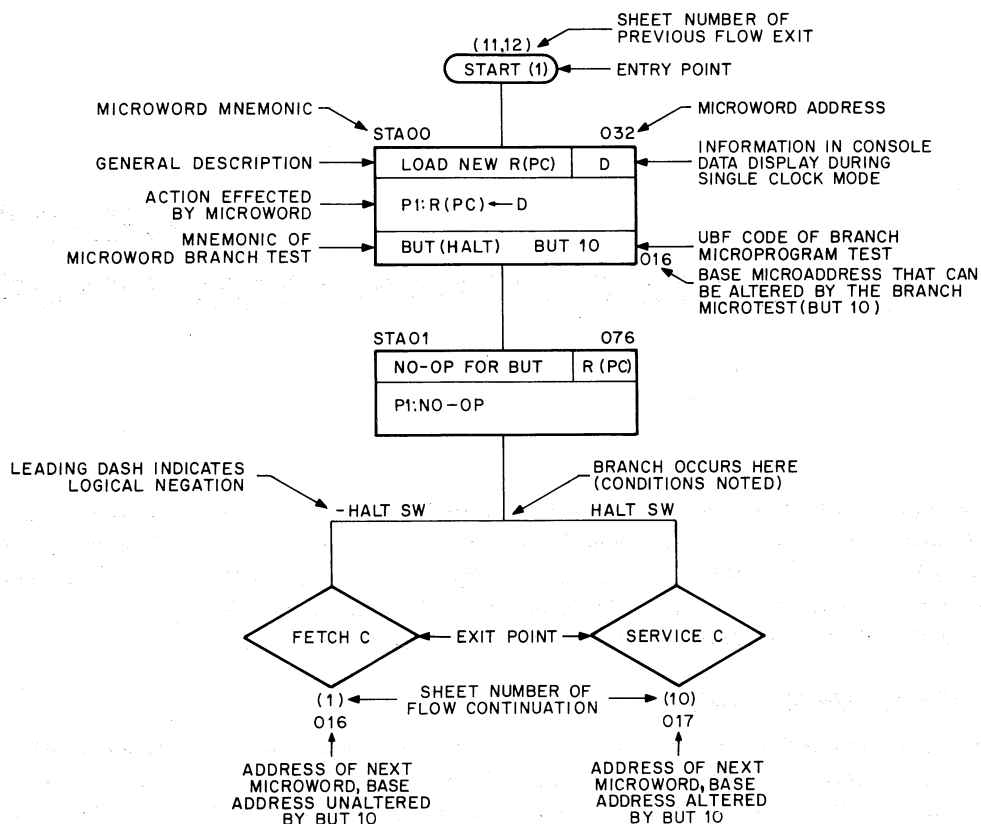 SHEET NUMBER OF
PREVIOUS FLOW EXIT
(11,12)
START (1)
ENTRY POINT
MICROWORD MNEMONIC
MICROWORD ADDRESS
STA00
032
GENERAL DESCRIPTION
LOAD NEW R(PC)
D
INFORMATION IN CONSOLE
DATA DISPLAY DURING
SINGLE CLOCK MODE
ACTION EFFECTED
BY MICROWORD
P1:R(PC)←D
MNEMONIC OF
MICROWORD BRANCH TEST
BUT(HALT) BUT 10
UBF CODE OF BRANCH
MICROPROGRAM TEST
016
BASE MICROADDRESS THAT CAN
BE ALTERED BY THE BRANCH
MICROTEST(BUT 10)
STA01
076
NO-OP FOR BUT
R(PC)
P1:NO-OP
LEADING DASH INDICATES
LOGICAL NEGATION
BRANCH OCCURS HERE
(CONDITIONS NOTED)
-HALT SW
HALT SW
FETCH C
EXIT POINT
SERVICE C
(1)
SHEET NUMBER OF
FLOW CONTINUATION
(10)
016
017
ADDRESS OF NEXT
MICROWORD, BASE
ADDRESS UNALTERED
BY BUT 10
ADDRESS OF NEXT
MICROWORD, BASE
ADDRESS ALTERED
BY BUT 10